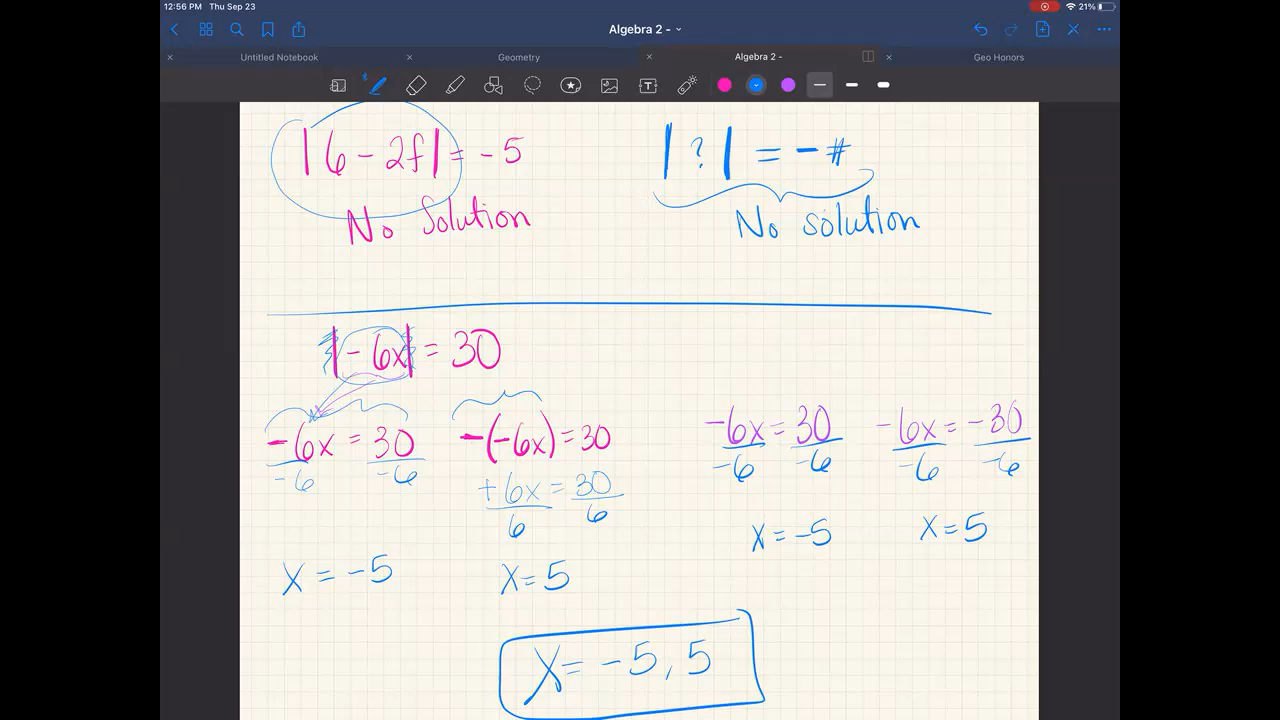 12:56 PM Thu Sep 23 21%
Algebra 2 -
Untitled Notebook Geometry Algebra 2 - Geo Honors
|6 - 2f| = -5
No Solution
|?| = -#
No solution
|-6x| = 30
-6x = 30
-6 -6
x = -5
-(-6x) = 30
+6x = 30
6 6
x = 5
-6x = 30
-6 -6
x = -5
-6x = -30
-6 -6
x = 5
x = -5, 5